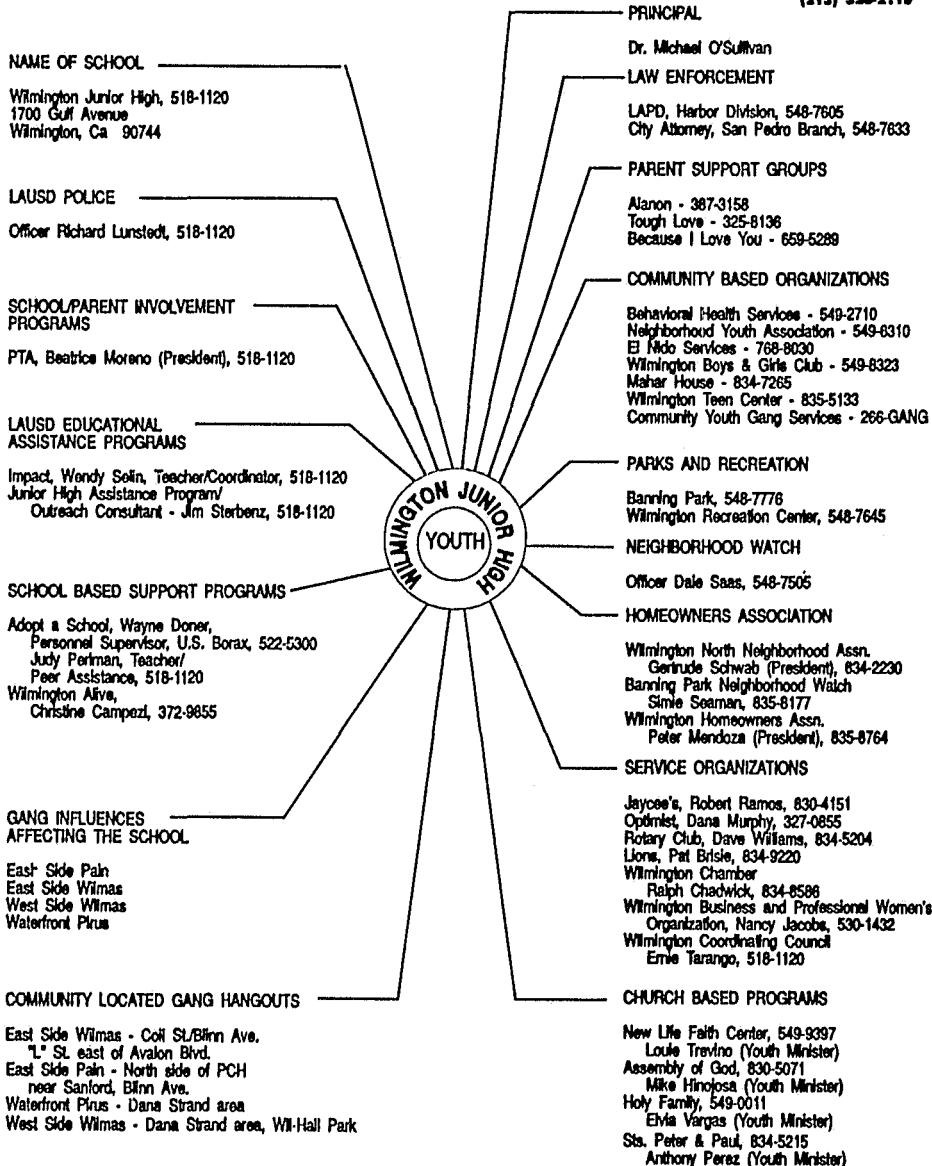 PRINCIPAL
Dr. Michael O'Sullivan
NAME OF SCHOOL
Wilmington Junior High, 518-1120
1700 Gulf Avenue
Wilmington, Ca 90744
LAW ENFORCEMENT
LAPD, Harbor Division, 548-7605
City Attorney, San Pedro Branch, 548-7633
LAUSD POLICE
Officer Richard Lunstedt, 518-1120
PARENT SUPPORT GROUPS
Alanon - 387-3158
Tough Love - 325-8136
Because I Love You - 659-5289
SCHOOL/PARENT INVOLVEMENT
PROGRAMS
PTA, Beatrice Moreno (President), 518-1120
COMMUNITY BASED ORGANIZATIONS
Behavioral Health Services - 549-2710
Neighborhoud Youth Association - 549-6310
El Nido Services - 768-8030
Wilmington Boys & Girls Club - 549-8323
Mahar House - 834-7265
Wilmington Teen Center - 835-5133
Community Youth Gang Services - 266-GANG
LAUSD EDUCATIONAL
ASSISTANCE PROGRAMS
Impact, Wendy Selin, Teacher/Coordinator, 518-1120
Junior High Assistance Program/
Outreach Consultant - Jim Sterbenz, 518-1120
PARKS AND RECREATION
Banning Park, 548-7776
Wilmington Recreation Center, 548-7645
WILMINGTON JUNIOR HIGH
YOUTH
NEIGHBORHOOD WATCH
Officer Dale Saas, 548-7505
SCHOOL BASED SUPPORT PROGRAMS
Adopt a School, Wayne Doner,
Personnel Supervisor, U.S. Borax, 522-5300
Judy Perlman, Teacher/
Peer Assistance, 518-1120
Wilmington Alive,
Christine Campezi, 372-9855
HOMEOWNERS ASSOCIATION
Wilmington North Neighborhood Assn.
Gertrude Schwab (President), 834-2230
Banning Park Neighborhood Watch
Simie Seaman, 835-8177
Wilmington Homeowners Assn.
Peter Mendoza (President), 835-8764
SERVICE ORGANIZATIONS
Jaycee's, Robert Ramos, 830-4151
Optimist, Dana Murphy, 327-0855
Rotary Club, Dave Williams, 834-5204
Lions, Pat Brisle, 834-9220
Wilmington Chamber
Ralph Chadwick, 834-8586
Wilmington Business and Professional Women's
Organization, Nancy Jacobs, 530-1432
Wilmington Coordinating Council
Ernie Tarango, 518-1120
GANG INFLUENCES
AFFECTING THE SCHOOL
East Side Pain
East Side Wilmas
West Side Wilmas
Waterfront Pirus
COMMUNITY LOCATED GANG HANGOUTS
East Side Wilmas - Coil St./Blinn Ave.
"L" St. east of Avalon Blvd.
East Side Pain - North side of PCH
near Sanford, Blinn Ave.
Waterfront Pirus - Dana Strand area
West Side Wilmas - Dana Strand area, Wil-Hall Park
CHURCH BASED PROGRAMS
New Life Faith Center, 549-9397
Louie Trevino (Youth Minister)
Assembly of God, 830-5071
Mike Hinojosa (Youth Minister)
Holy Family, 549-0011
Elvia Vargas (Youth Minister)
Sts. Peter & Paul, 834-5215
Anthony Perez (Youth Minister)